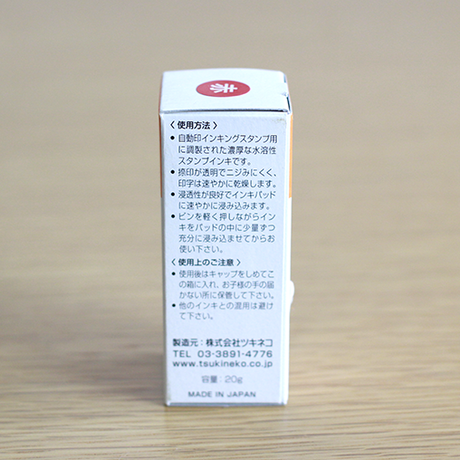 赤
〈 使用方法 〉
● 自動印インキングスタンプ用
に調製された濃厚な水溶性
スタンプインキです。
● 捺印が透明でニジみにくく、
印字は速やかに乾燥します。
● 浸透性が良好でインキパッド
に速やかに浸み込みます。
● ビンを軽く押しながらイン
キをパッドの中に少量ずつ
充分に浸み込ませてからお
使い下さい。
〈 使用上のご注意 〉
● 使用後はキャップをしめてこ
の箱に入れ、お子様の手の届
かない所に保管して下さい。
● 他のインキとの混用は避け
て下さい。
製造元：株式会社ツキネコ
TEL 03-3891-4776
www.tsukineko.co.jp
容量：20g
MADE IN JAPAN